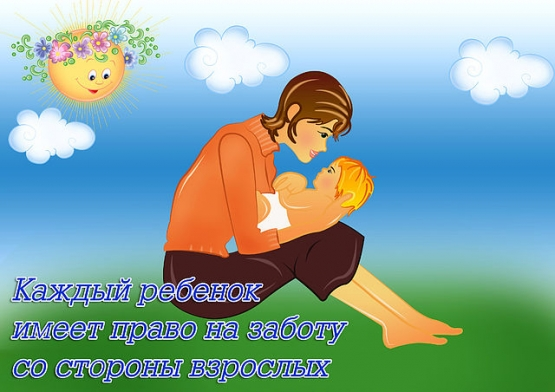 Каждый ребенок
имеет право на заботу
со стороны взрослых